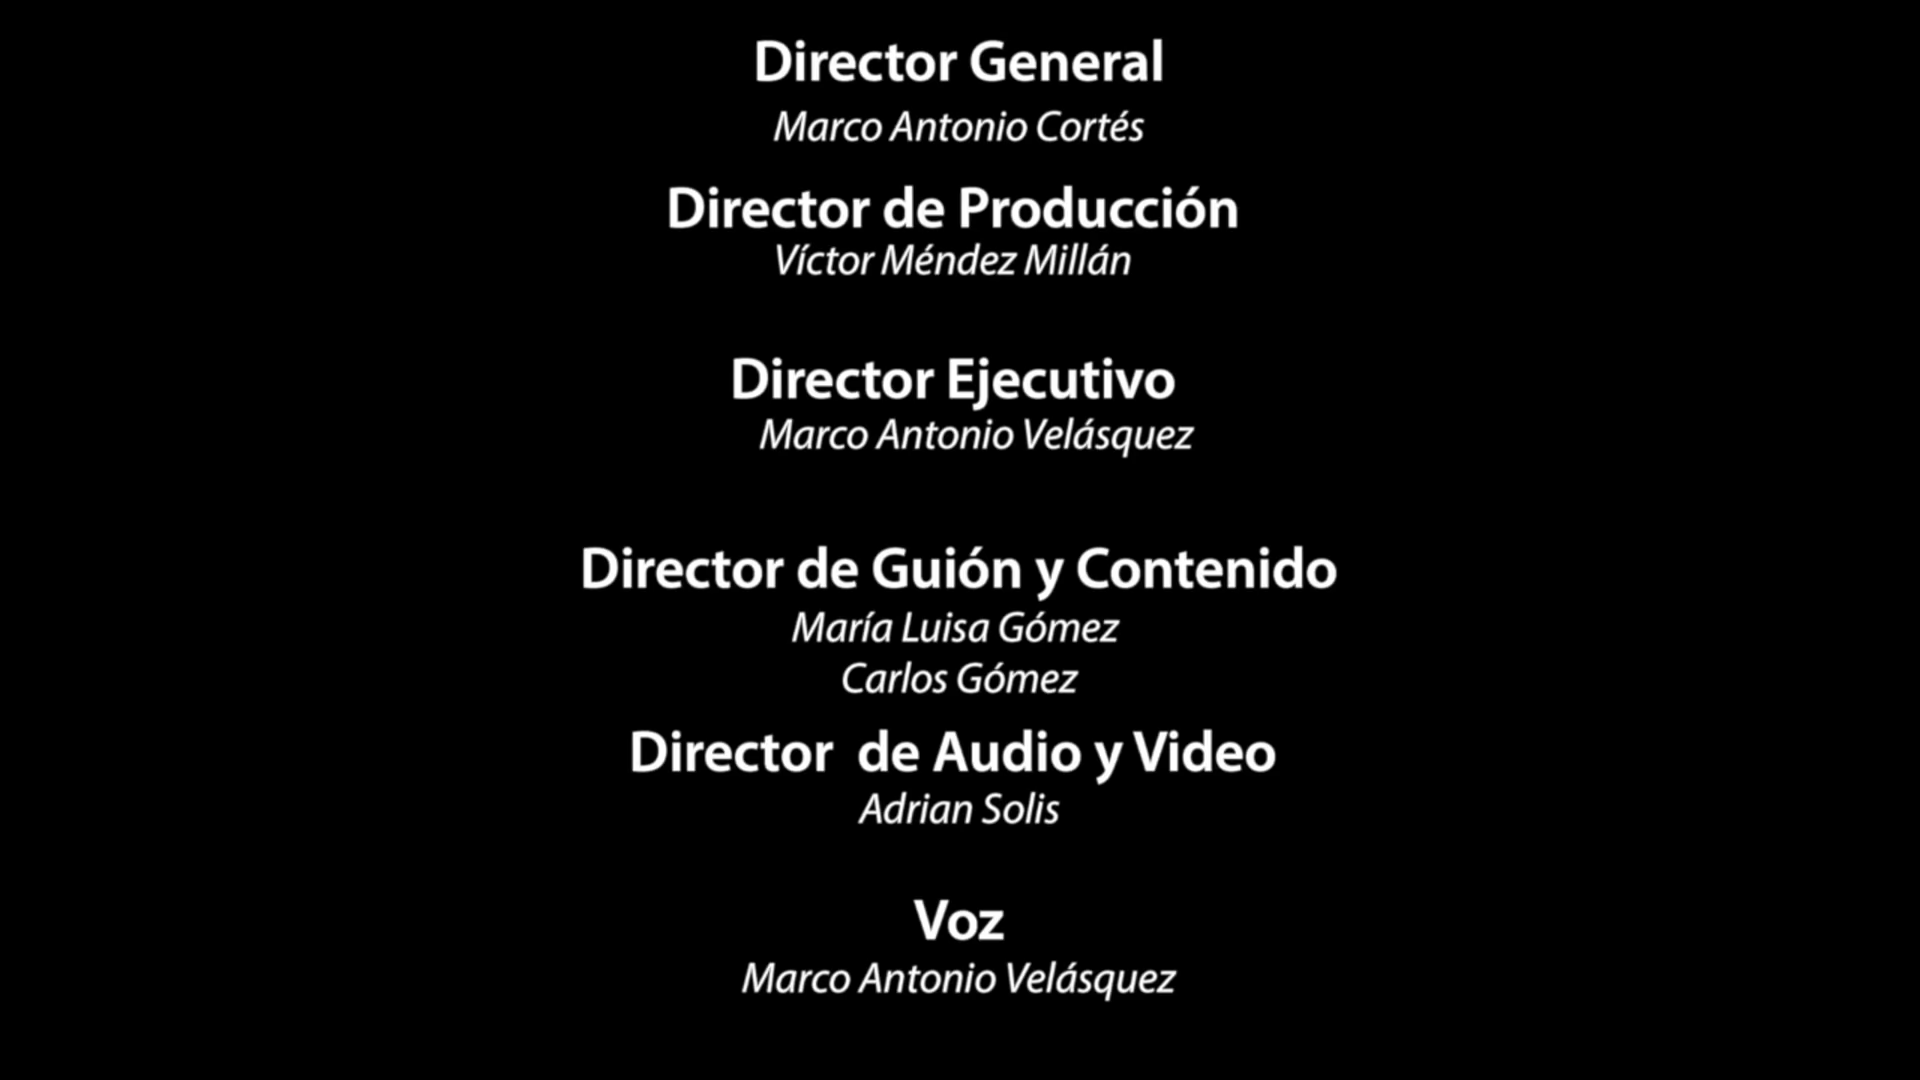 Director General
Marco Antonio Cortés
Director de Producción
Víctor Méndez Millán
Director Ejecutivo
Marco Antonio Velásquez
Director de Guión y Contenido
María Luisa Gómez
Carlos Gómez
Director  de Audio y Video
Adrian Solis
Voz
Marco Antonio Velásquez